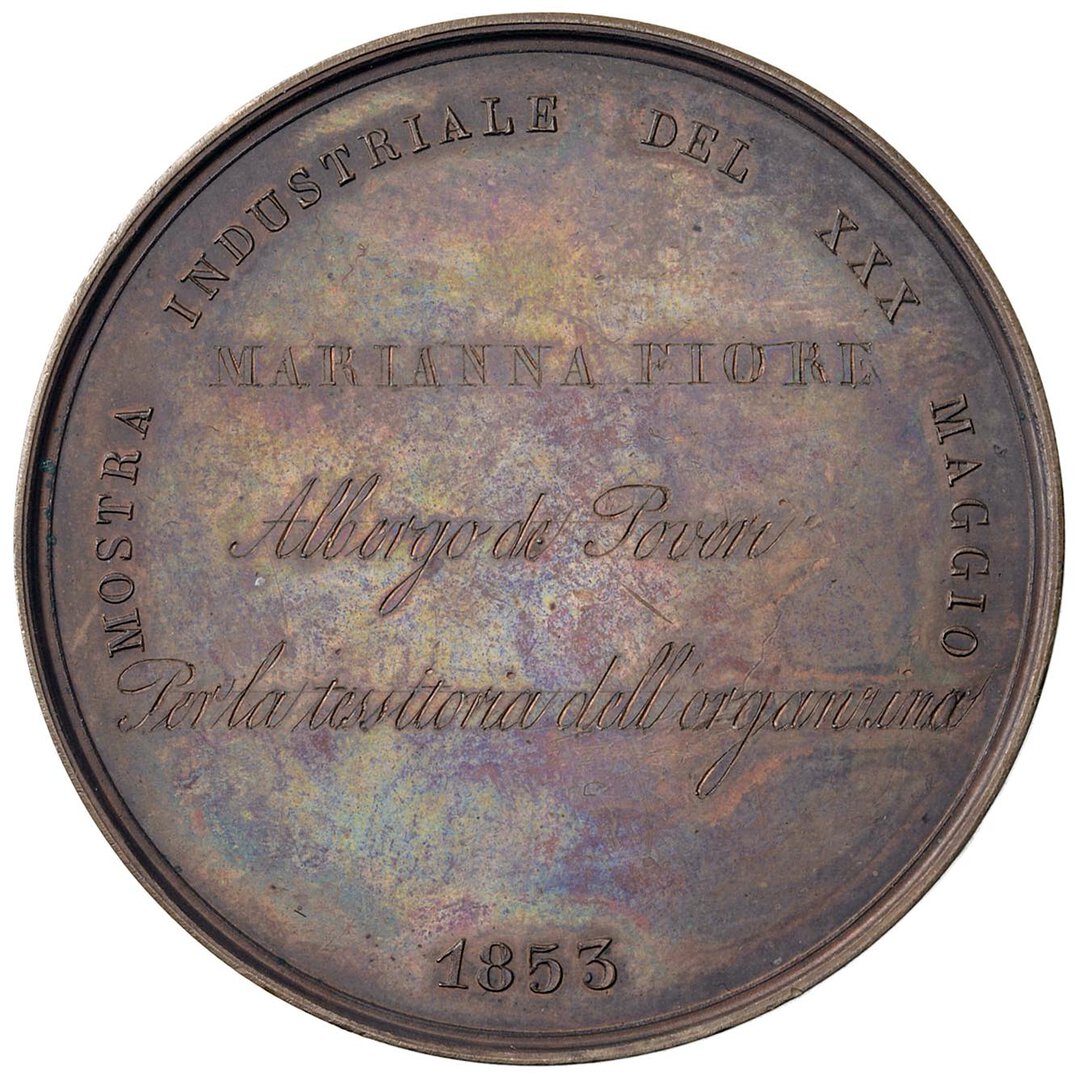 MOSTRA INDUSTRIALE DEL XXX MAGGIO
MARIANNA FIORE
Albergo de' Poveri
Per la tessitoria dell'organzina
1853